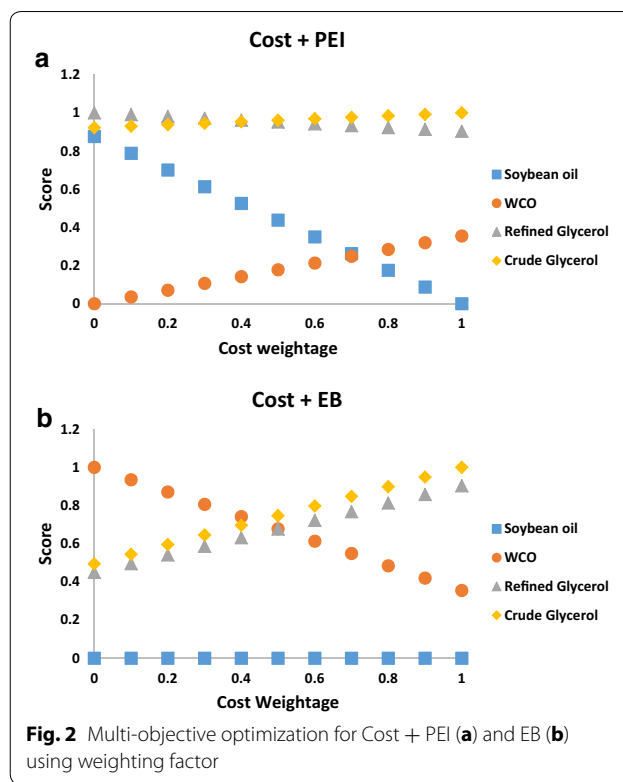 Cost + PEI
a
1.2
1
0.8
0.6
0.4
0.2
0
Score
0 0.2 0.4 0.6 0.8 1
Cost weightage
Soybean oil
WCO
Refined Glycerol
Crude Glycerol
Cost + EB
b
1.2
1
0.8
0.6
0.4
0.2
0
Score
0 0.2 0.4 0.6 0.8 1
Cost Weightage
Soybean oil
WCO
Refined Glycerol
Crude Glycerol
Fig. 2 Multi-objective optimization for Cost + PEI (a) and EB (b)
using weighting factor